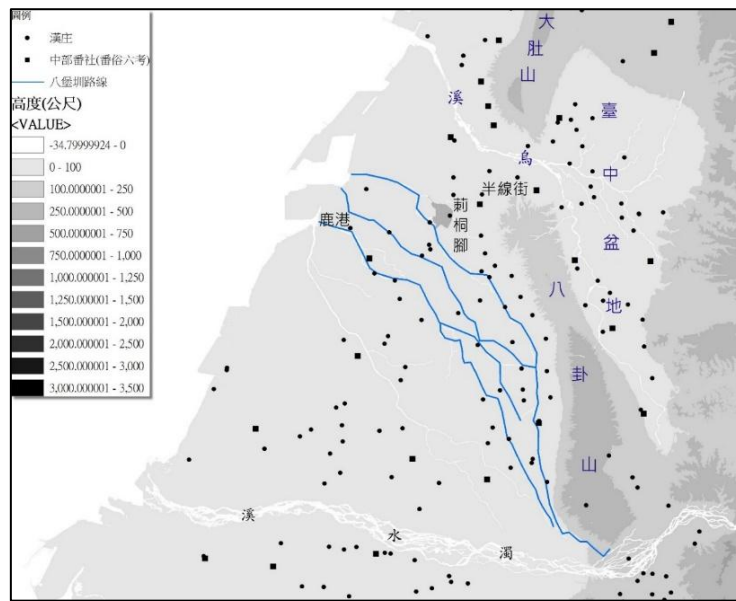 圖例
漢庄
中部番社(番俗六考)
八堡圳路線
高度(公尺)
<VALUE>
-34.79999924 - 0
0 - 100
100.0000001 - 250
250.0000001 - 500
500.0000001 - 750
750.0000001 - 1,000
1,000.000001 - 1,250
1,250.000001 - 1,500
1,500.000001 - 2,000
2,000.000001 - 2,500
2,500.000001 - 3,000
3,000.000001 - 3,500
大肚山
烏溪
臺中盆地
半線街
莿桐腳
鹿港
八卦山
濁水溪